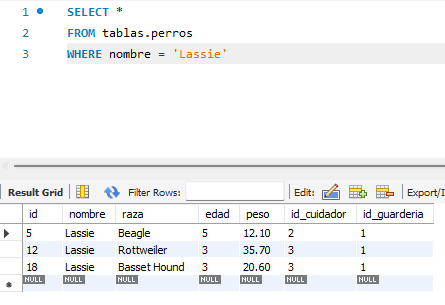 1 SELECT *
2 FROM tablas.perros
3 WHERE nombre = 'Lassie'
Result Grid Filter Rows: Edit: Export/I
id nombre raza edad peso id_cuidador id_guarderia
5 Lassie Beagle 5 12.10 2 1
12 Lassie Rottweiler 3 35.70 3 1
18 Lassie Basset Hound 3 20.60 3 1
NULL NULL NULL NULL NULL NULL NULL